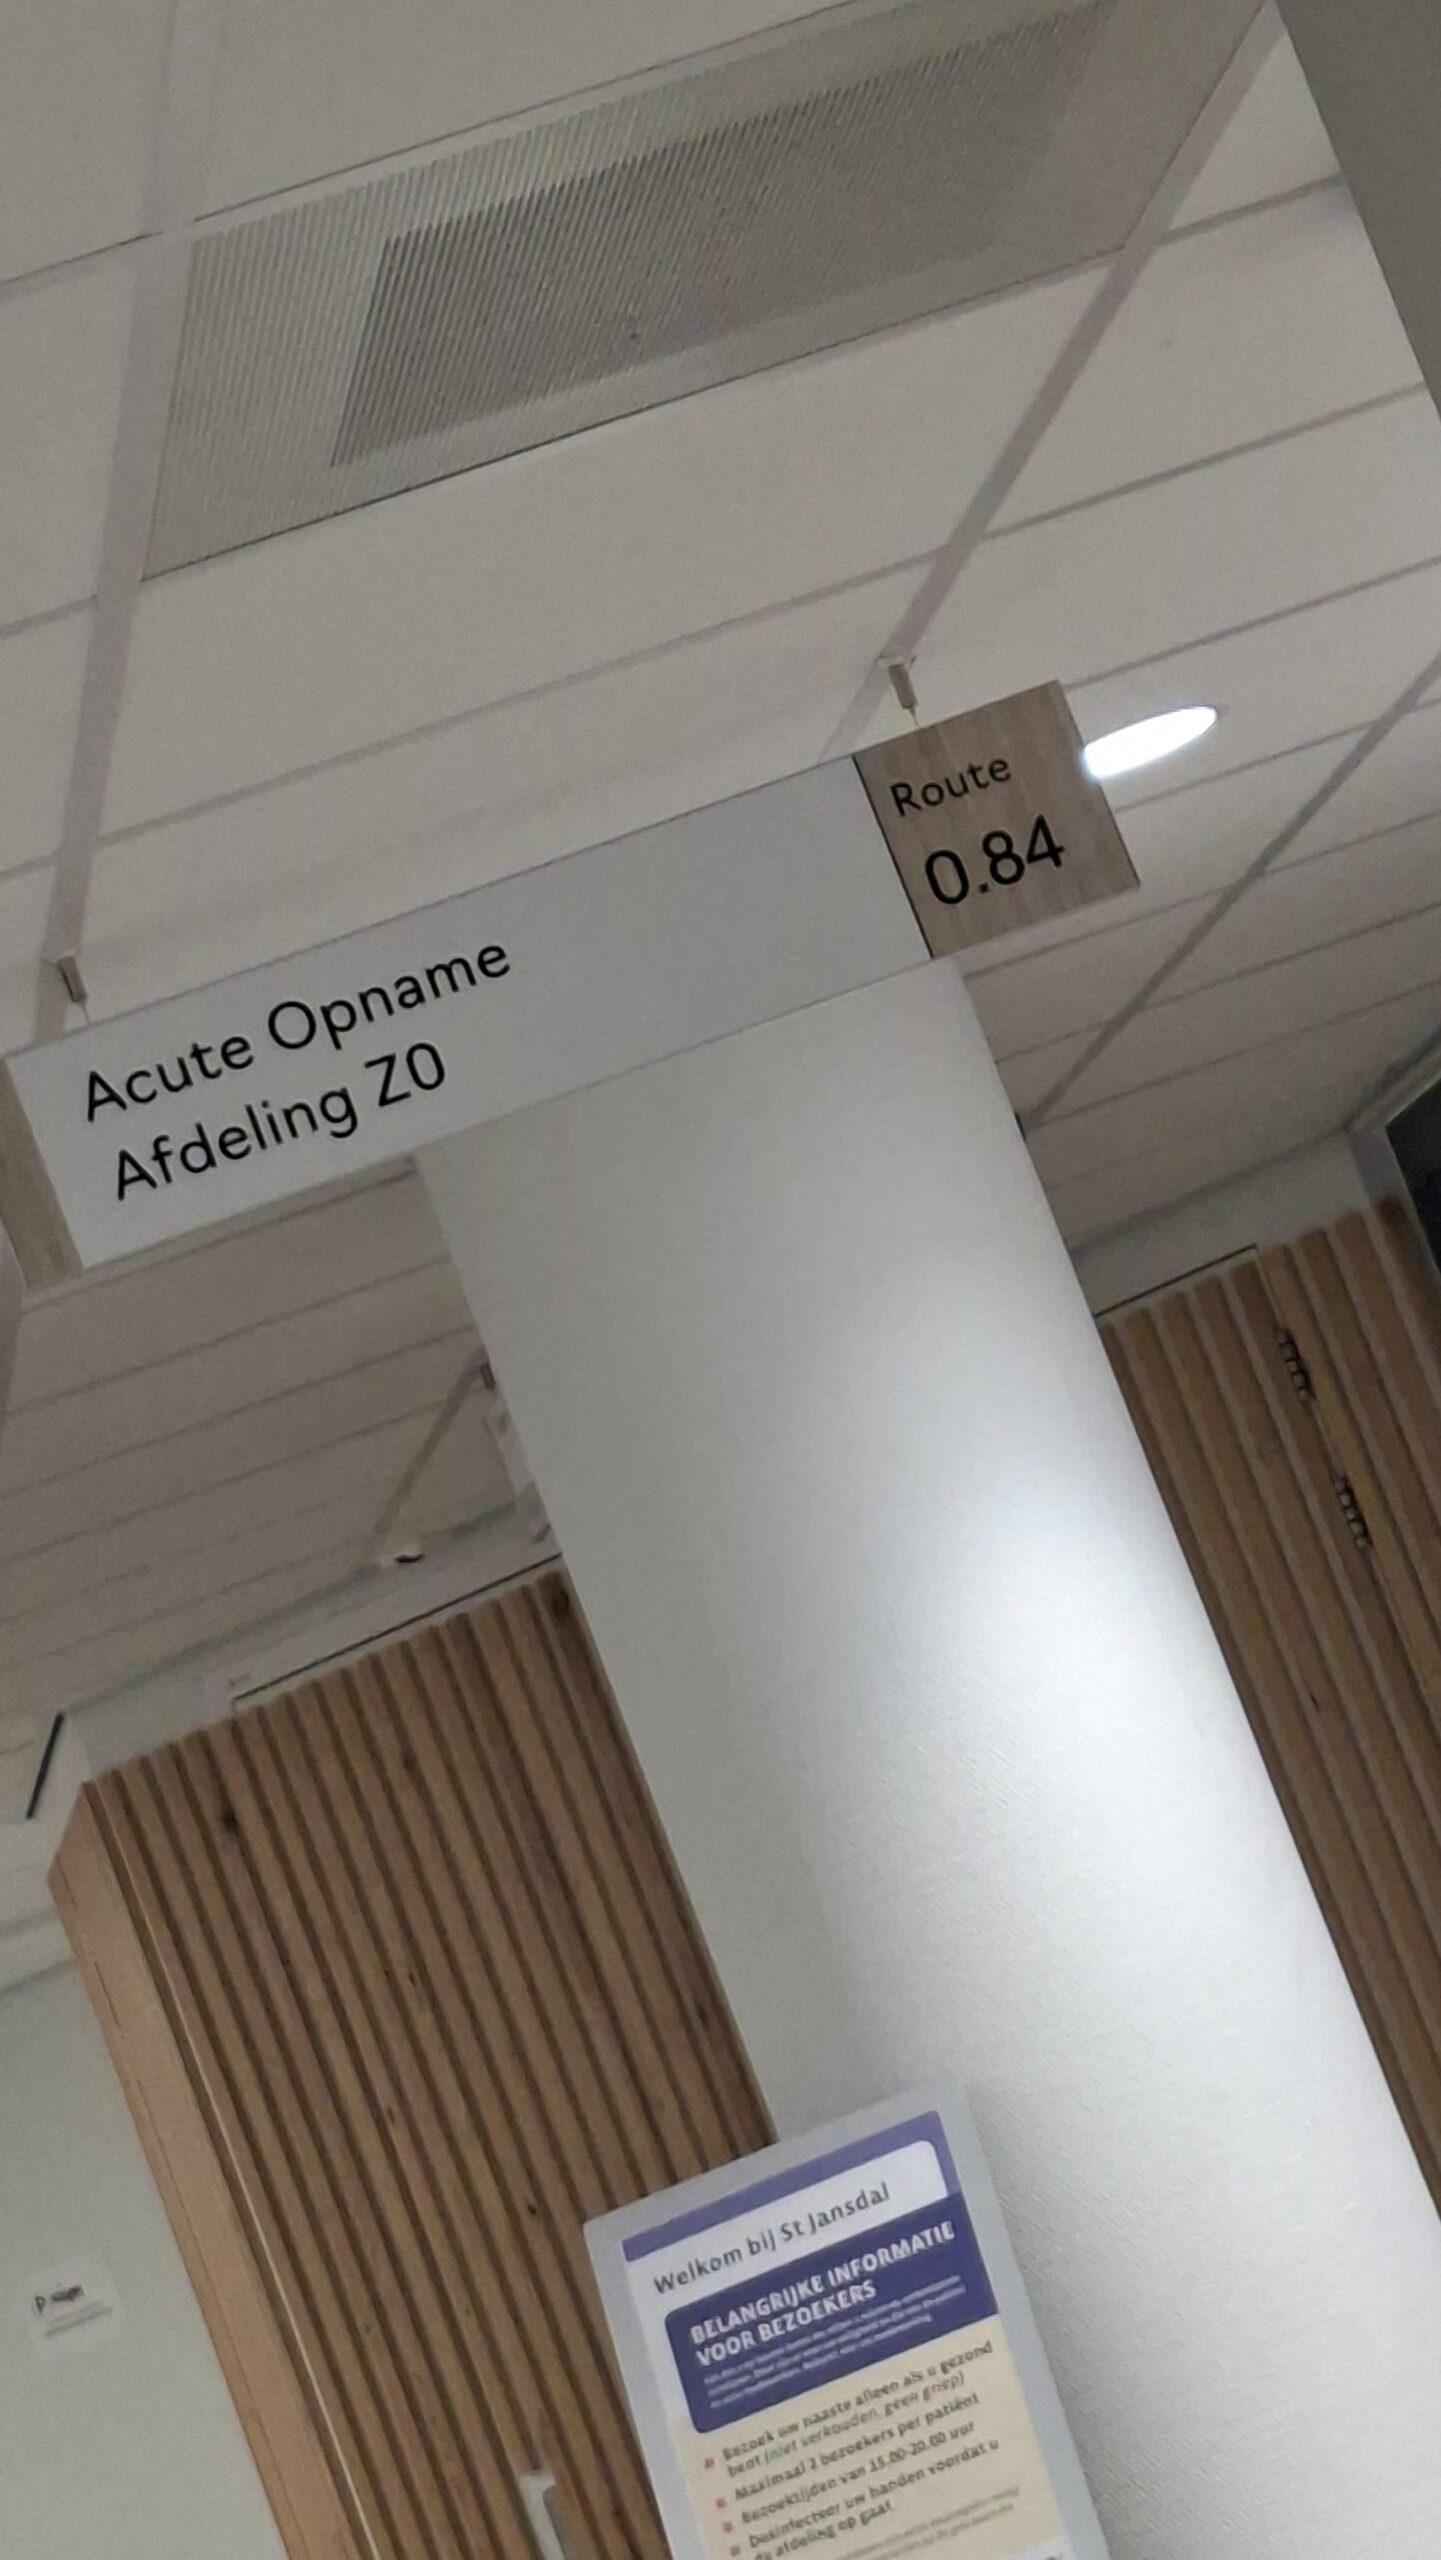 Route
0.84
Acute Opname
Afdeling Z0
Welkom bij St Jansdal
BELANGRIJKE INFORMATIE
VOOR BEZOEKERS
Bezoek uw naaste alleen als u gezond
bent (niet verkouden, geen griep)
Maximaal 2 bezoekers per patiënt
Bezoektijden van 15.00-20.00 uur
Desinfecteer uw handen voordat u
de afdeling op gaat